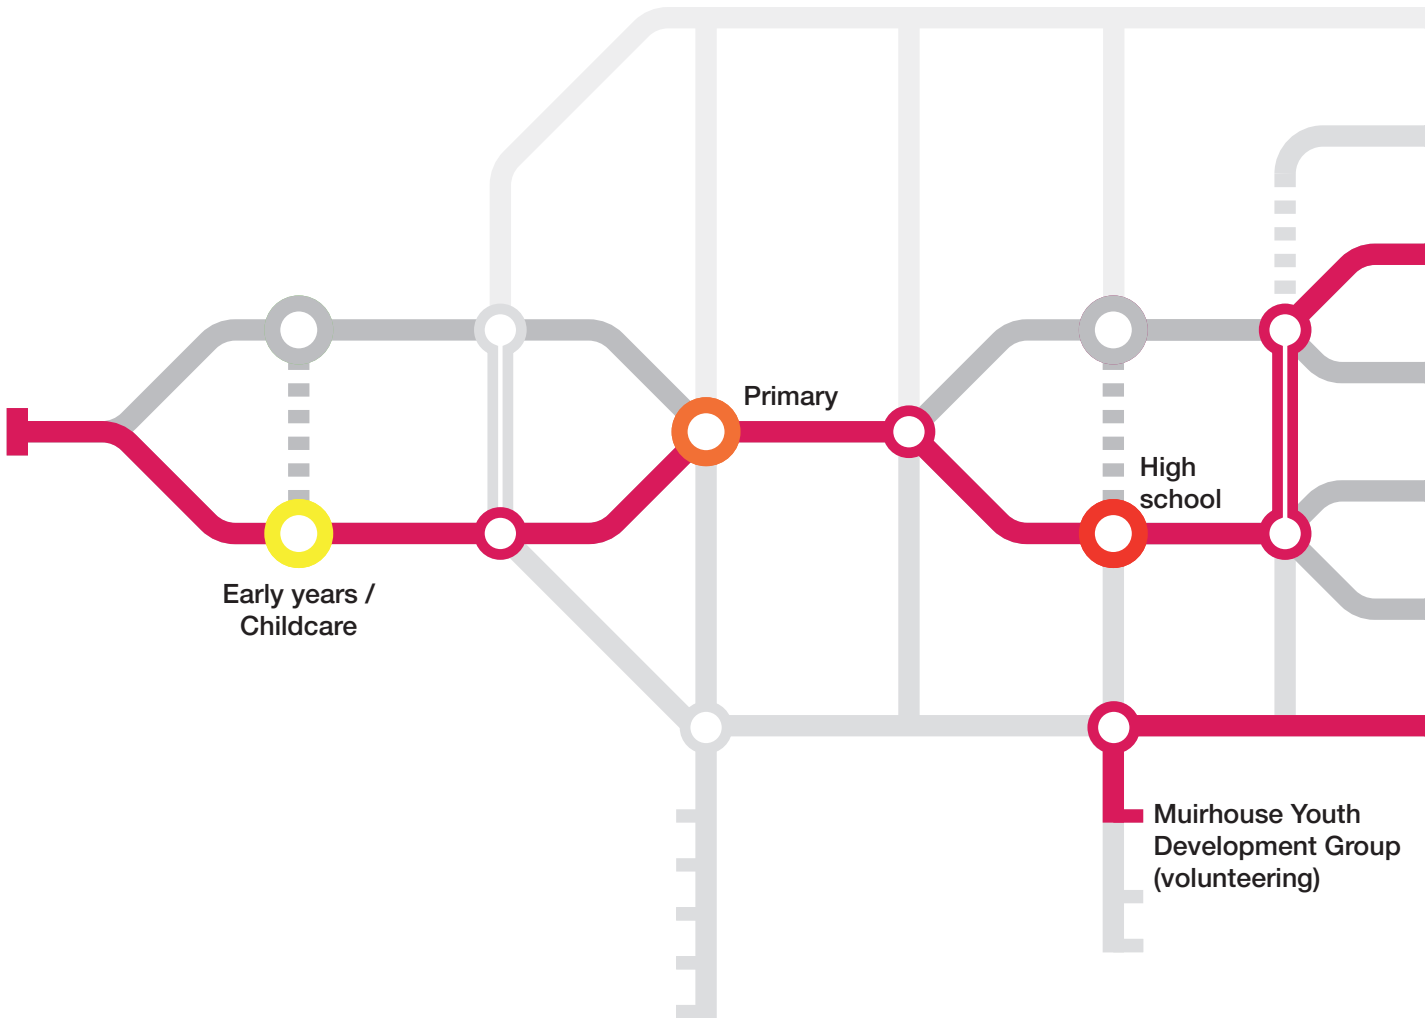 Primary
High
school
Early years /
Childcare
Muirhouse Youth
Development Group
(volunteering)